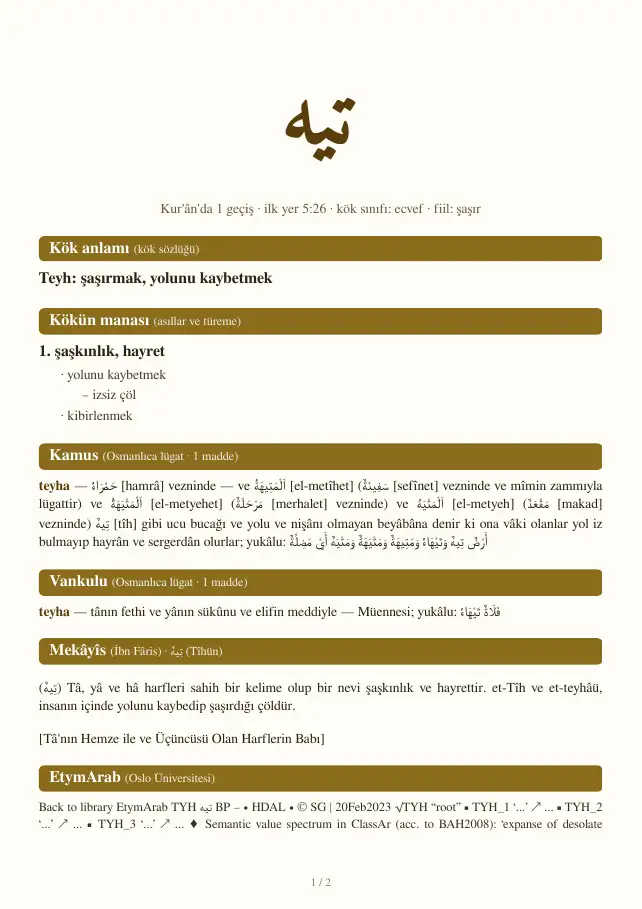 تيه
Kur'ân'da 1 geçiş · ilk yer 5:26 · kök sınıfı: ecvef · fiil: şaşır
Kök anlamı (kök sözlüğü)
Teyh: şaşırmak, yolunu kaybetmek
Kökün manası (asıllar ve türeme)
1. şaşkınlık, hayret
· yolunu kaybetmek
– izsiz çöl
· kibirlenmek
Kamus (Osmanlıca lügat · 1 madde)
teyha — حَمْرَاءُ [hamrâ] vezninde — ve اَلْمَتِيهَةُ [el-metîhet] (سَفِينَةٌ [sefînet] vezninde ve mîmin zammıyla
lügattir) ve اَلْمَتْيَهَةُ [el-metyehet] (مَرْحَلَةٌ [merhalet] vezninde) ve اَلْمَتْيَهُ [el-metyeh] (مَقْعَدٌ [makad]
vezninde) تِيهٌ [tîh] gibi ucu bucağı ve yolu ve nişânı olmayan beyâbâna denir ki ona vâki olanlar yol iz
bulmayıp hayrân ve sergerdân olurlar; yukâlu: أَرْضٌ تِيهٌ وَتَيْهَاءُ وَمَتِيهَةٌ وَمَتْيَهَةٌ وَمَتْيَهٌ أَيْ مَضِلَّةٌ
Vankulu (Osmanlıca lügat · 1 madde)
teyha — tânın fethi ve yânın sükûnu ve elifin meddiyle — Müennesi; yukâlu: فَلَاةٌ تَيْهَاءُ
Mekâyîs (İbn Fâris) · تِيهٌ (Tîhün)
(تِيهٌ) Tâ, yâ ve hâ harfleri sahih bir kelime olup bir nevi şaşkınlık ve hayrettir. et-Tîh ve et-teyhâü,
insanın içinde yolunu kaybedip şaşırdığı çöldür.
[Tâ'nın Hemze ile ve Üçüncüsü Olan Harflerin Babı]
EtymArab (Oslo Üniversitesi)
Back to library EtymArab TYH تيه BP – • HDAL • © SG | 20Feb2023 √TYH “root” ▪ TYH_1 ‘...’ ↗ ... ▪ TYH_2
‘...’ ↗ ... ▪ TYH_3 ‘...’ ↗ ... ♦ Semantic value spectrum in ClassAr (acc. to BAH2008): ‘expanse of desolate
1 / 2